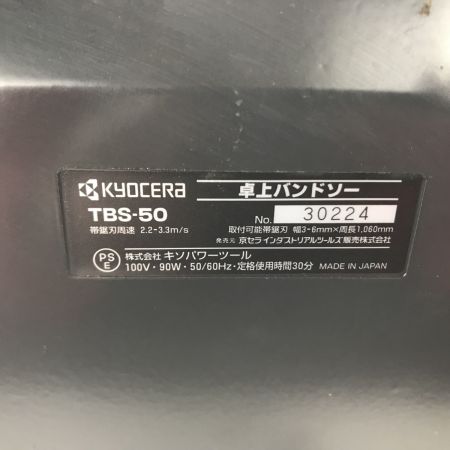 KYOCERA 卓上バンドソー
TBS-50 No. 30224
帯鋸刃周速 2.2-3.3m/s 取付可能帯鋸刃 幅3-6mm×周長1,060mm
発売元 京セラインダストリアルツールズ販売株式会社
PS E 株式会社 キソパワーツール
100V・90W・50/60Hz・定格使用時間30分 MADE IN JAPAN